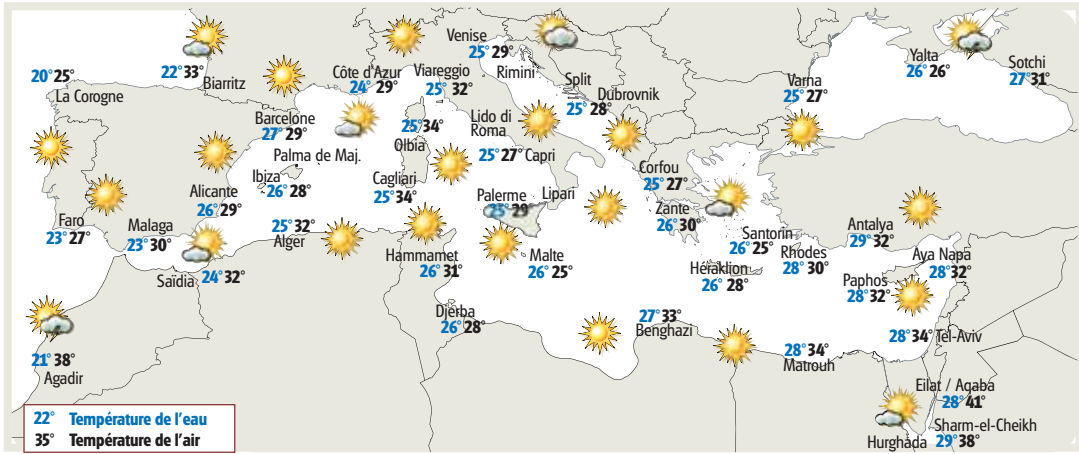 Venise
25° 29°
Rimini
22° 33°
Biarritz
20° 25°
La Corogne
Côte d'Azur
24° 29°
Viareggio
25° 32°
Split
Dubrovnik
25° 28°
Varna
25° 27°
Yalta
26° 26°
Sotchi
27° 31°
Barcelone
27° 29°
25° 34°
Olbia
Lido di
Roma
25° 27° Capri
Palma de Maj.
Ibiza
26° 28°
Cagliari
25° 34°
Corfou
25° 27°
Alicante
26° 29°
Palerme
25° 29°
Lipari
Zante
26° 30°
Faro
23° 27°
Malaga
23° 30°
25° 32°
Alger
Santorin
26° 25°
Rhodes
28° 30°
Antalya
29° 32°
Aya Napa
28° 32°
Saïdia
24° 32°
Hammamet
26° 31°
Malte
26° 25°
Héraklion
26° 28°
Paphos
28° 32°
Djerba
26° 28°
27° 33°
Benghazi
28° 34°
Matrouh
28° 34° Tel-Aviv
21° 38°
Agadir
Eilat / Aqaba
28° 41°
Sharm-el-Cheikh
Hurghada 29° 38°
22° Température de l'eau
35° Température de l'air